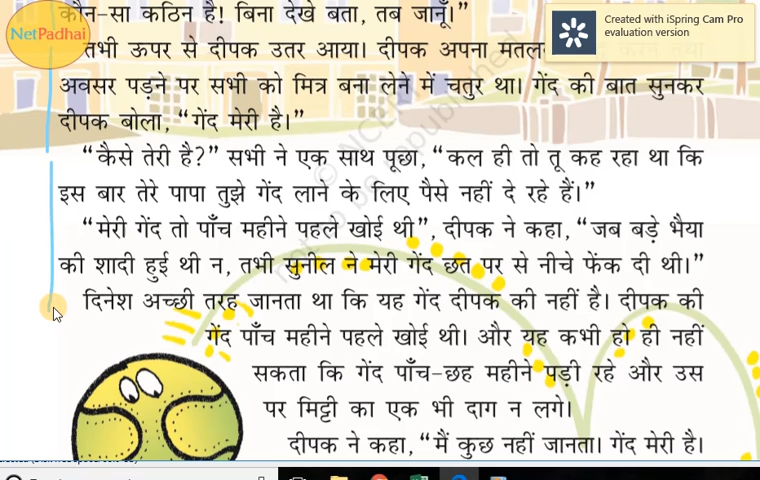 कौन-सा कठिन है! बिना देखे बता, तब जानूँ।”
NetPadhai
Created with iSpring Cam Pro
evaluation version
तभी ऊपर से दीपक उतर आया। दीपक अपना
अवसर पड़ने पर सभी को मित्र बना लेने में चतुर था। गेंद की बात सुनकर
दीपक बोला, “गेंद मेरी है।”
“कैसे तेरी है?” सभी ने एक साथ पूछा, “कल ही तो तू कह रहा था कि
इस बार तेरे पापा तुझे गेंद लाने के लिए पैसे नहीं दे रहे हैं।”
“मेरी गेंद तो पाँच महीने पहले खोई थी”, दीपक ने कहा, “जब बड़े भैया
की शादी हुई थी न, तभी सुनील ने मेरी गेंद छत पर से नीचे फेंक दी थी।”
दिनेश अच्छी तरह जानता था कि यह गेंद दीपक की नहीं है। दीपक की
गेंद पाँच महीने पहले खोई थी। और यह कभी हो ही नहीं
सकता कि गेंद पाँच-छह महीने पड़ी रहे और उस
पर मिट्टी का एक भी दाग न लगे।
दीपक ने कहा, “मैं कुछ नहीं जानता। गेंद मेरी है।